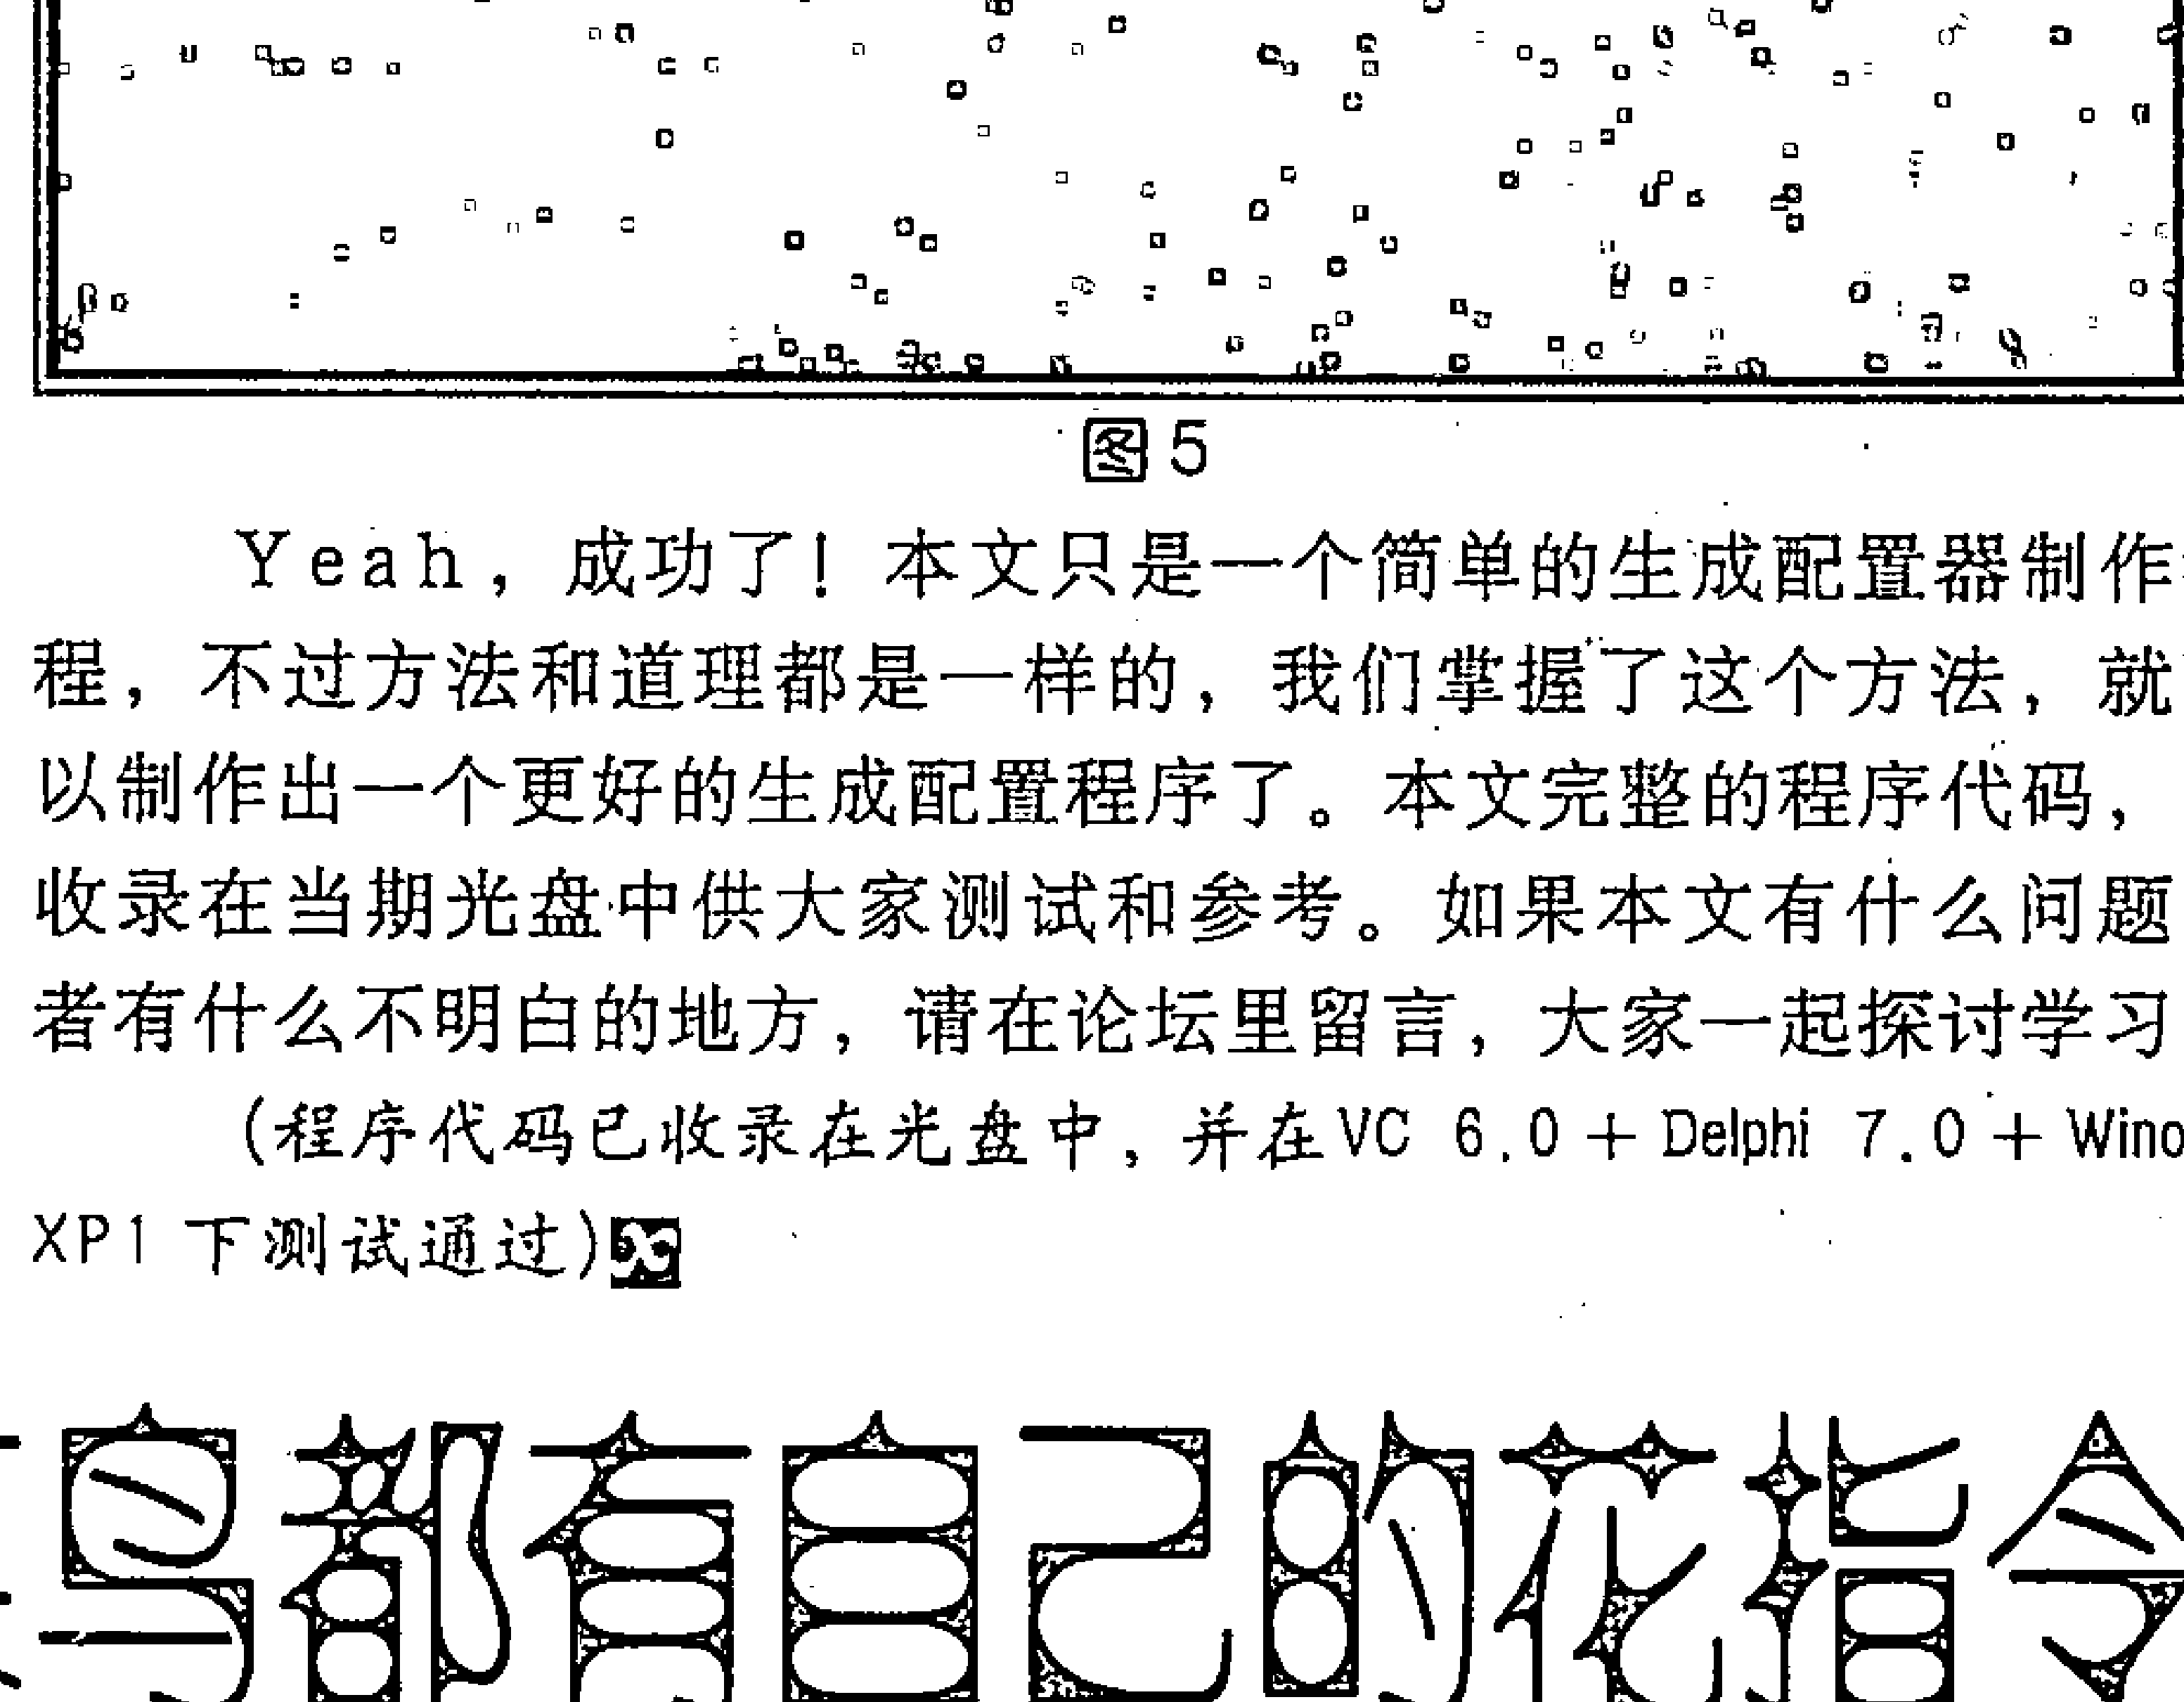 图5
Yeah，成功了！本文只是一个简单的生成配置器制作
程，不过方法和道理都是一样的，我们掌握了这个方法，就
以制作出一个更好的生成配置程序了。本文完整的程序代码，
收录在当期光盘中供大家测试和参考。如果本文有什么问题
者有什么不明白的地方，请在论坛里留言，大家一起探讨学习
(程序代码已收录在光盘中，并在VC 6.0 + Delphi 7.0 +
XP1 下测试通过)
都有自己的花指令